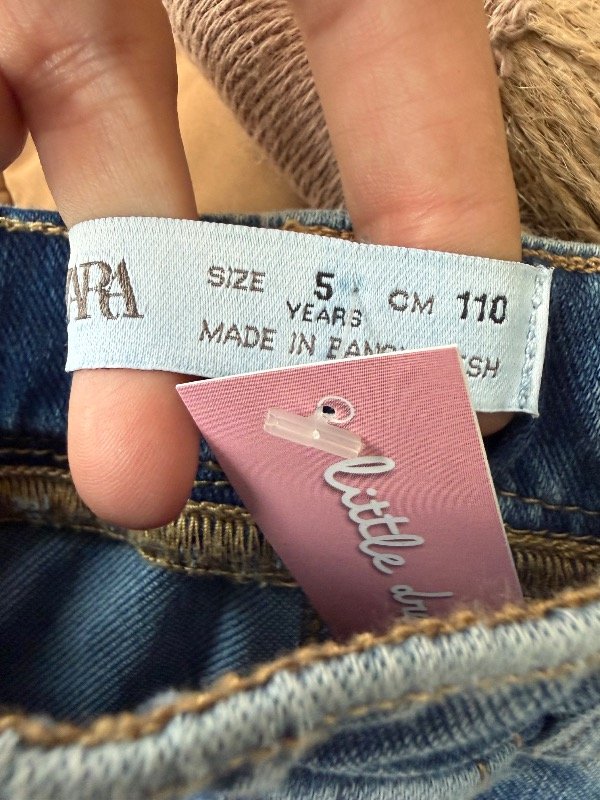 ARA
SIZE 5 CM 110
YEARS
MADE IN
little